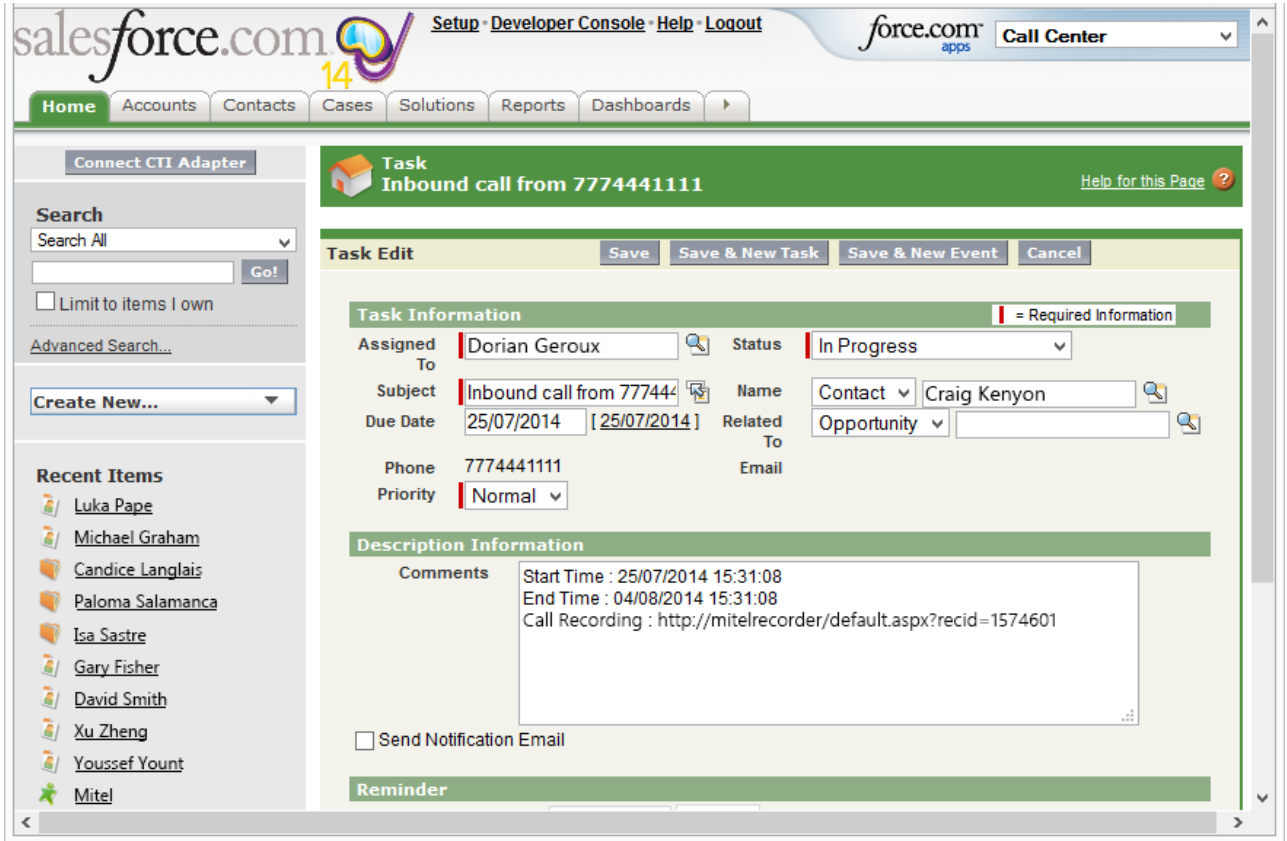 salesforce.com
14
Setup · Developer Console · Help · Logout
force.com apps
Call Center
Home Accounts Contacts Cases Solutions Reports Dashboards
Connect CTI Adapter
Search
Search All
Go!
Limit to items I own
Advanced Search...
Create New...
Recent Items
Luka Pape
Michael Graham
Candice Langlais
Paloma Salamanca
Isa Sastre
Gary Fisher
David Smith
Xu Zheng
Youssef Yount
Mitel
Task
Inbound call from 7774441111
Help for this Page ?
Task Edit Save Save & New Task Save & New Event Cancel
Task Information = Required Information
Assigned To Dorian Geroux Status In Progress
Subject Inbound call from 777444 Name Contact Craig Kenyon
Due Date 25/07/2014 [ 25/07/2014 ] Related To Opportunity
Phone 7774441111 Email
Priority Normal
Description Information
Comments Start Time : 25/07/2014 15:31:08
End Time : 04/08/2014 15:31:08
Call Recording : http://mitelrecorder/default.aspx?recid=1574601
Send Notification Email
Reminder